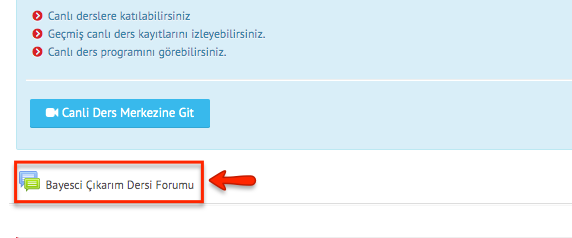 Canlı derslere katılabilirsiniz
Geçmiş canlı ders kayıtlarını izleyebilirsiniz.
Canlı ders programını görebilirsiniz.
Canli Ders Merkezine Git
Bayesci Çıkarım Dersi Forumu